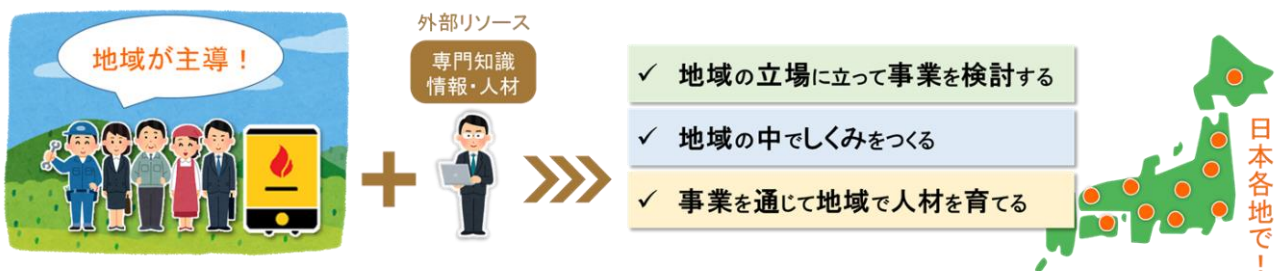 地域が主導!
外部リソース
専門知識
情報・人材
✓ 地域の立場に立って事業を検討する
✓ 地域の中でしくみをつくる
✓ 事業を通じて地域で人材を育てる
日本各地で!